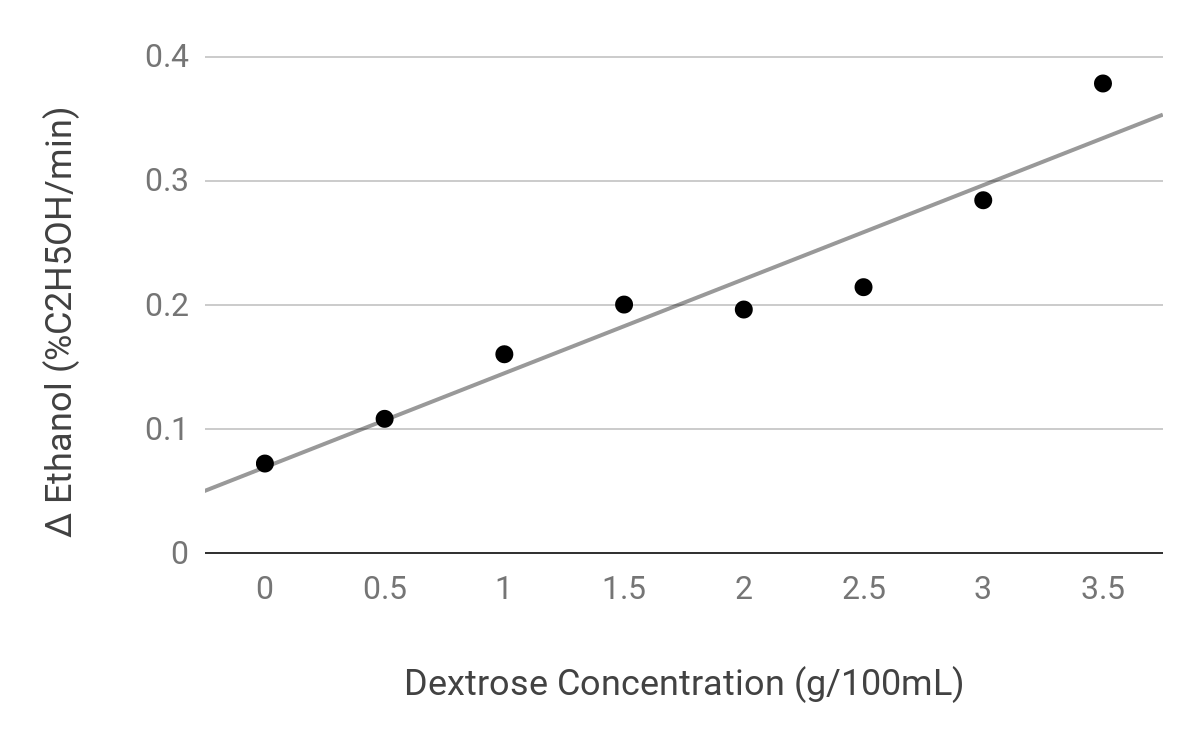 0.4
0.3
0.2
0.1
0
Δ Ethanol (%C2H5OH/min)
0 0.5 1 1.5 2 2.5 3 3.5
Dextrose Concentration (g/100mL)